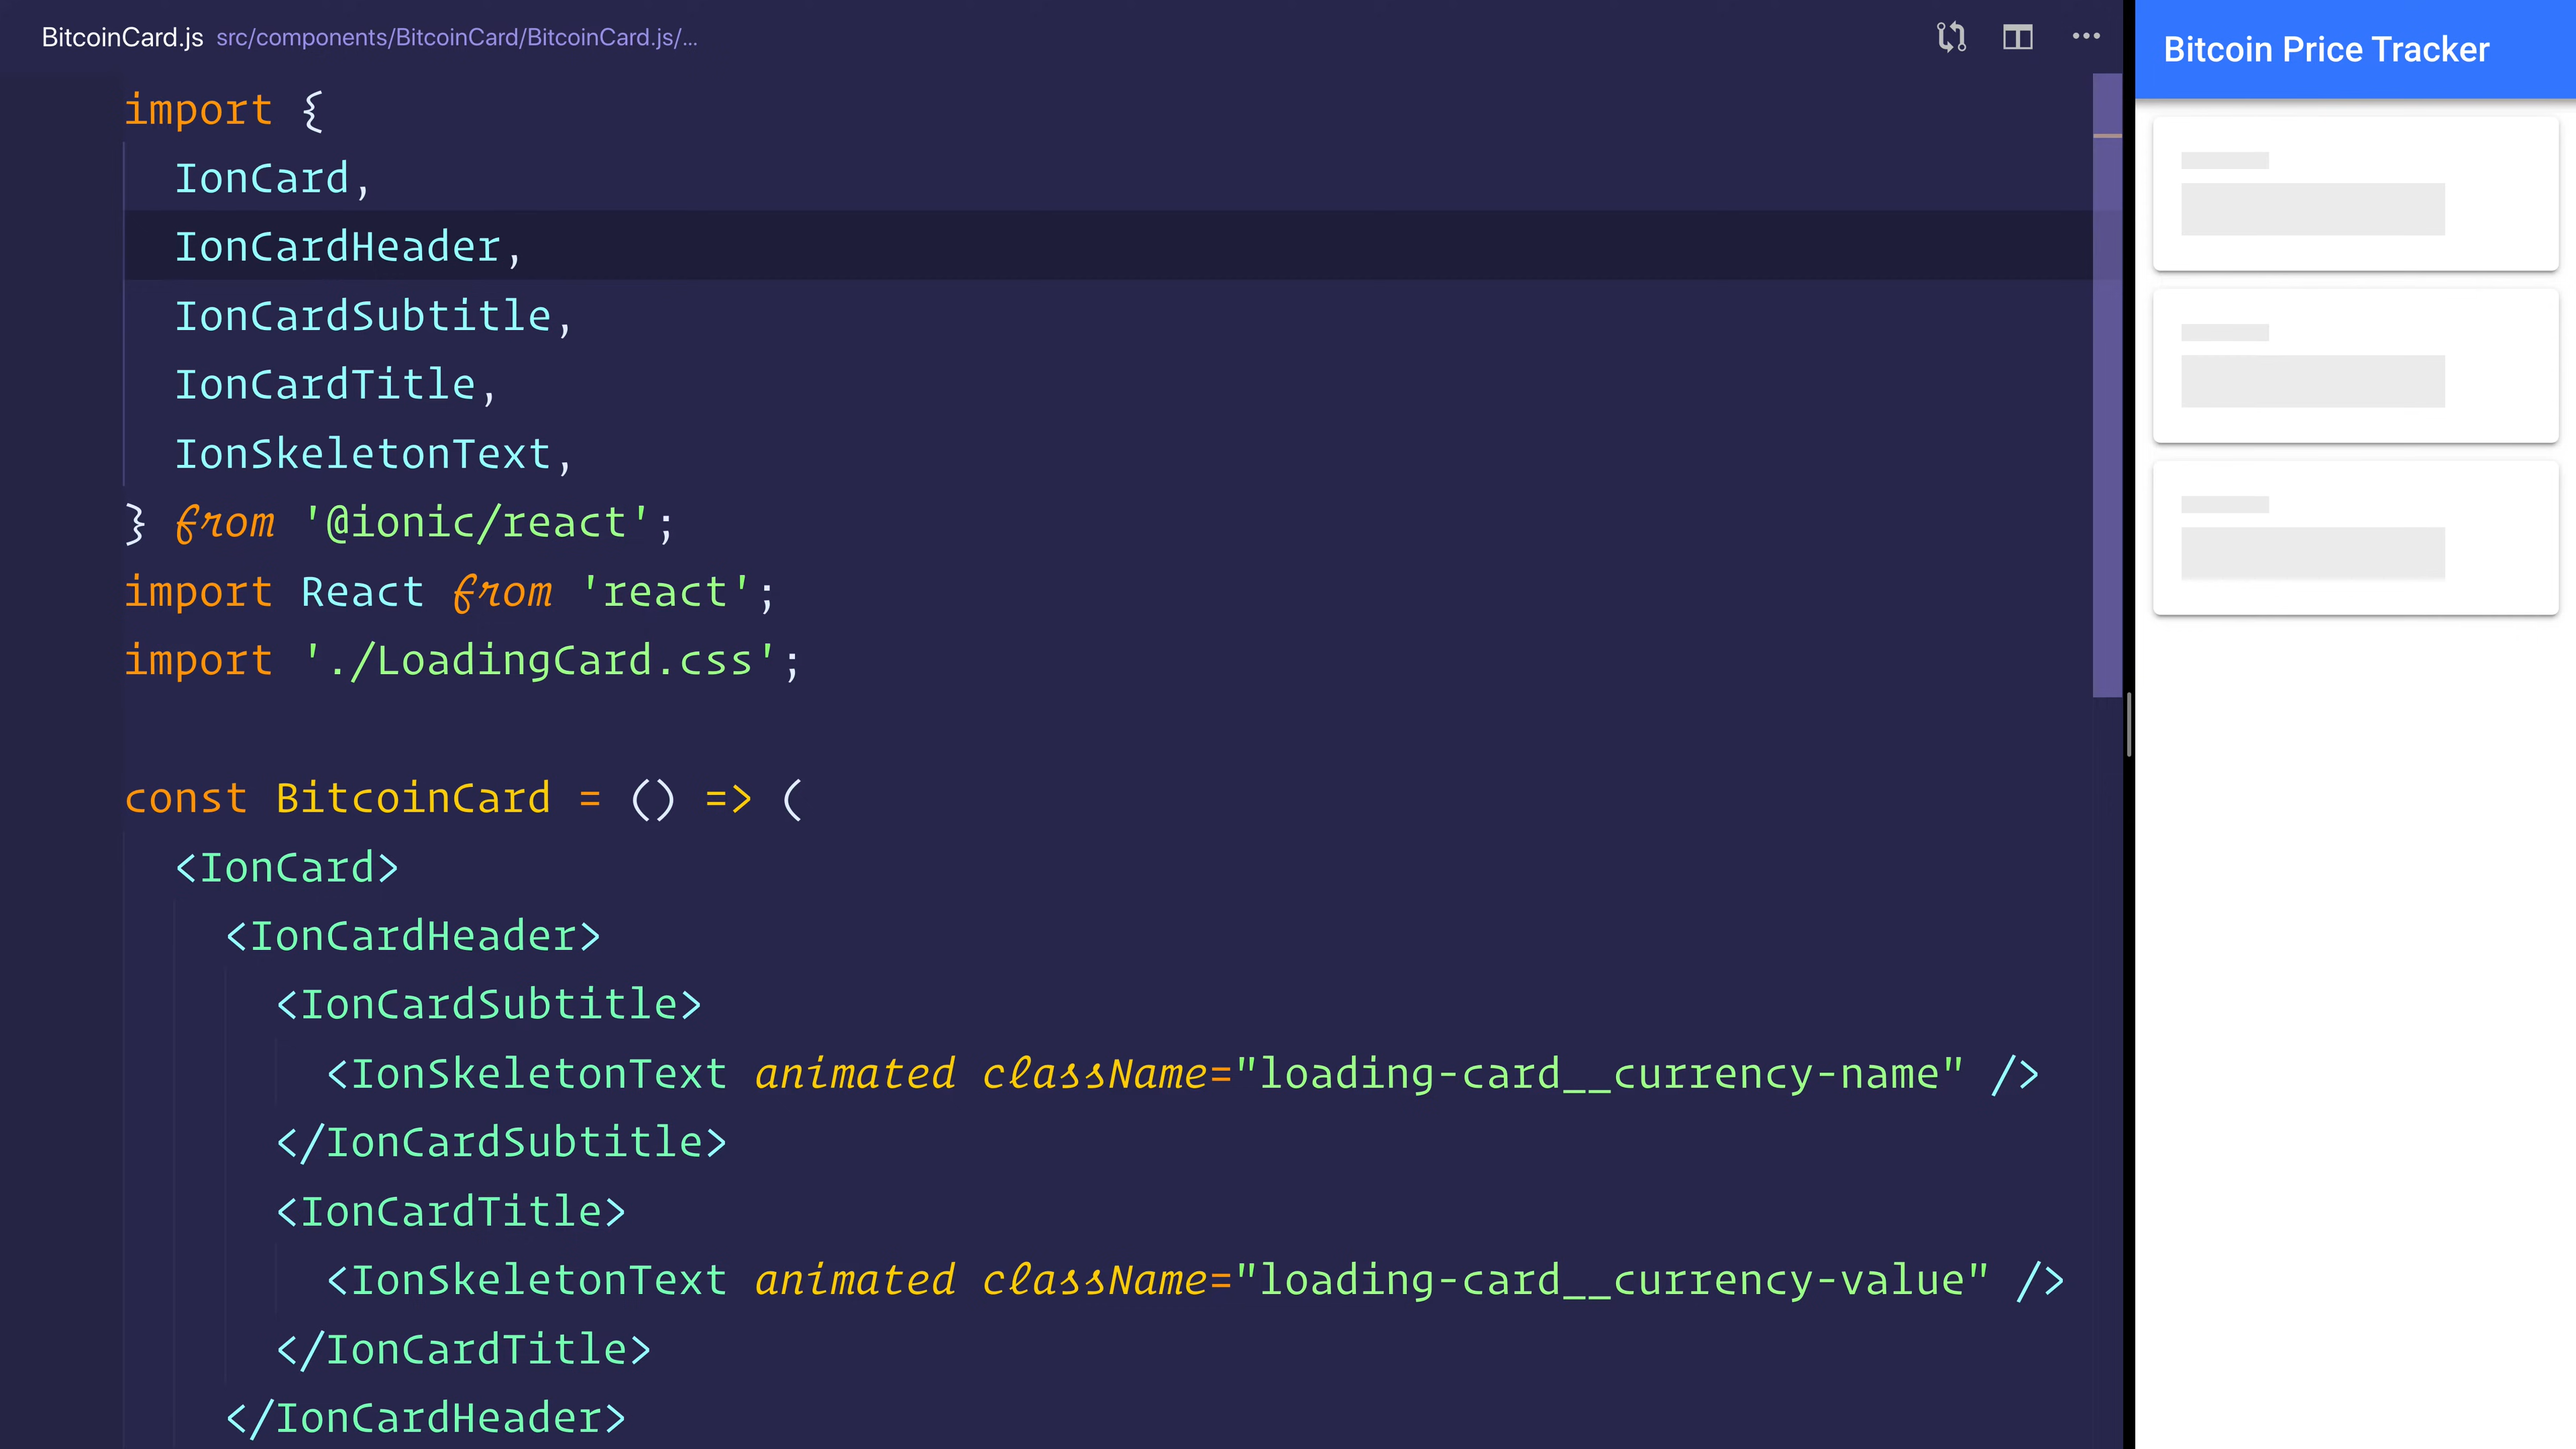 BitcoinCard.js src/components/BitcoinCard/BitcoinCard.js/...
import {
  IonCard,
  IonCardHeader,
  IonCardSubtitle,
  IonCardTitle,
  IonSkeletonText,
} from '@ionic/react';
import React from 'react';
import './LoadingCard.css';
const BitcoinCard = () => (
  <IonCard>
    <IonCardHeader>
      <IonCardSubtitle>
        <IonSkeletonText animated className="loading-card__currency-name" />
      </IonCardSubtitle>
      <IonCardTitle>
        <IonSkeletonText animated className="loading-card__currency-value" />
      </IonCardTitle>
    </IonCardHeader>
Bitcoin Price Tracker